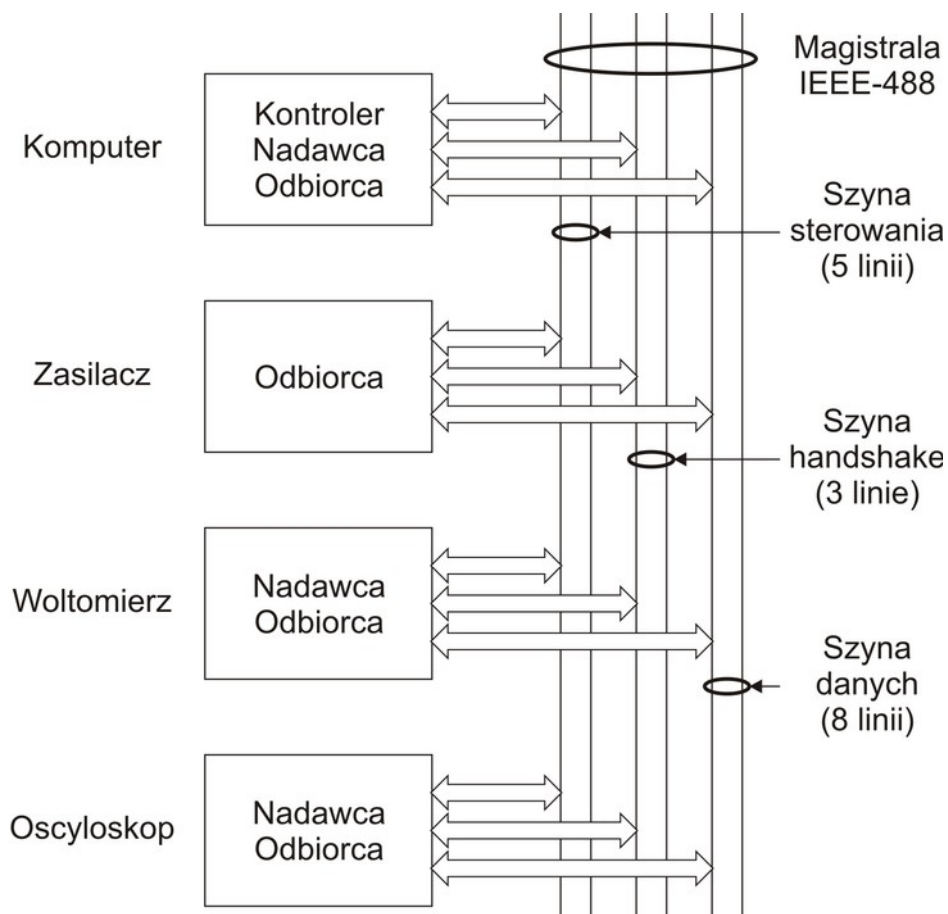 Magistrala
IEEE-488
Komputer
Kontroler
Nadawca
Odbiorca
Szyna
sterowania
(5 linii)
Zasilacz
Odbiorca
Szyna
handshake
(3 linie)
Woltomierz
Nadawca
Odbiorca
Szyna
danych
(8 linii)
Oscyloskop
Nadawca
Odbiorca